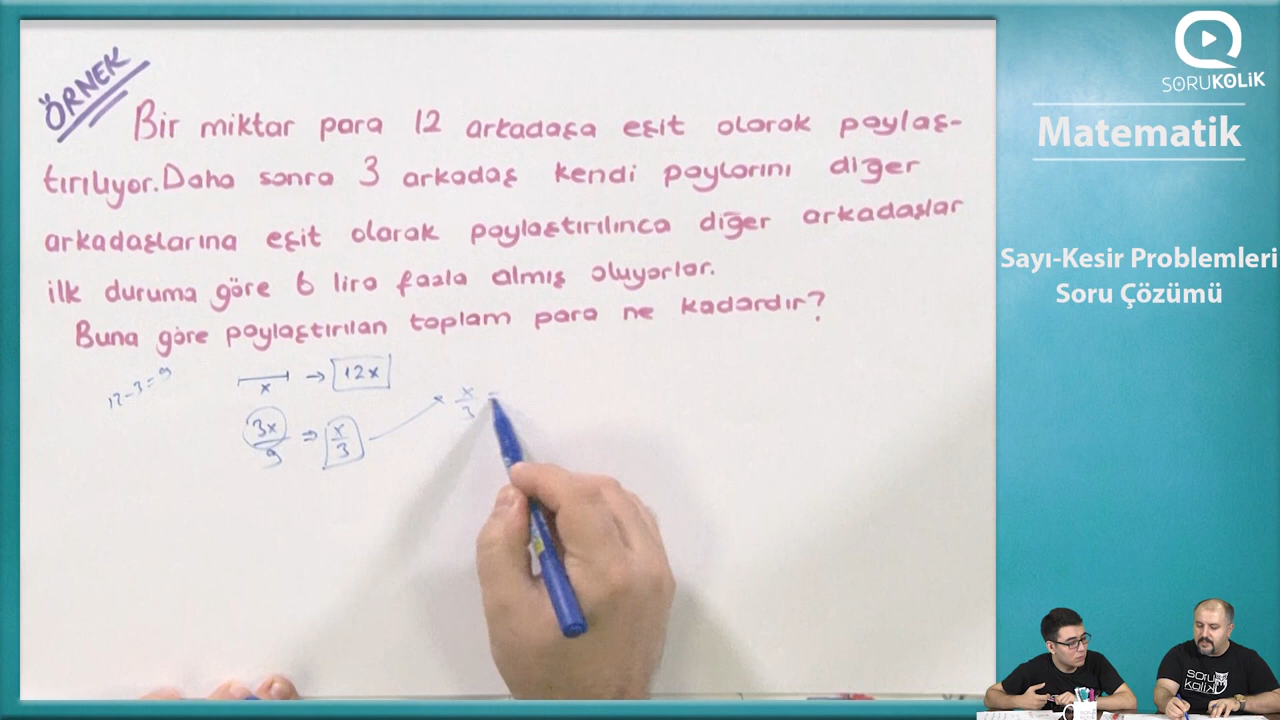 ÖRNEK
Bir miktar para 12 arkadaşa eşit olarak paylaş-
tırılıyor. Daha sonra 3 arkadaş kendi paylarını diğer
arkadaşlarına eşit olarak paylaştırılınca diğer arkadaşlar
ilk duruma göre 6 lira fazla almış oluyorlar.
Buna göre paylaştırılan toplam para ne kadardır?
12-3=9
x → 12x
3x/9 ⇒ x/3
x/3 =
SORUKOLİK
Matematik
Sayı-Kesir Problemleri
Soru Çözümü
soru
kolik